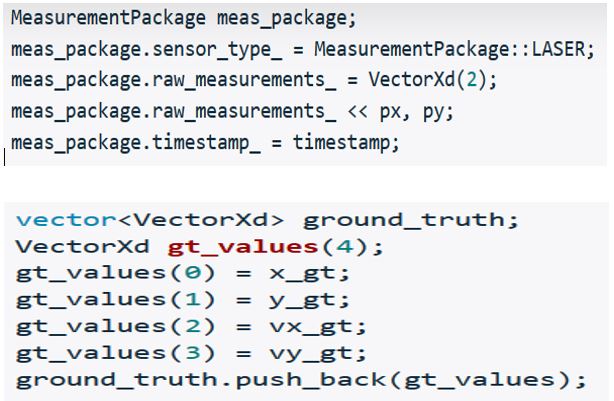 MeasurementPackage meas_package;
meas_package.sensor_type_ = MeasurementPackage::LASER;
meas_package.raw_measurements_ = VectorXd(2);
meas_package.raw_measurements_ << px, py;
meas_package.timestamp_ = timestamp;
vector<VectorXd> ground_truth;
VectorXd gt_values(4);
gt_values(0) = x_gt;
gt_values(1) = y_gt;
gt_values(2) = vx_gt;
gt_values(3) = vy_gt;
ground_truth.push_back(gt_values);